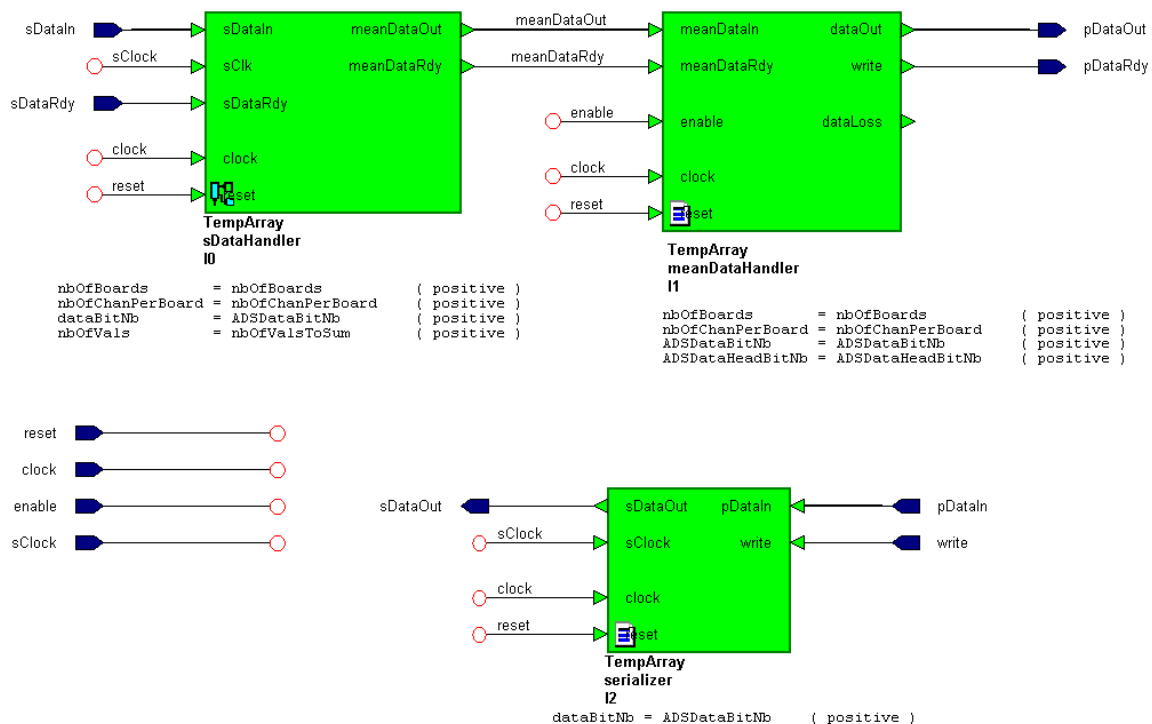 meanDataOut
sDataIn sDataIn meanDataOut meanDataIn dataOut pDataOut
sClock sClk meanDataRdy meanDataRdy meanDataRdy write pDataRdy
sDataRdy sDataRdy
enable enable dataLoss
clock clock
clock clock
reset reset
reset reset
TempArray
sDataHandler
I0
TempArray
meanDataHandler
I1
nbOfBoards = nbOfBoards ( positive )
nbOfChanPerBoard = nbOfChanPerBoard ( positive )
dataBitNb = ADSDataBitNb ( positive )
nbOfVals = nbOfValsToSum ( positive )
nbOfBoards = nbOfBoards ( positive )
nbOfChanPerBoard = nbOfChanPerBoard ( positive )
ADSDataBitNb = ADSDataBitNb ( positive )
ADSDataHeadBitNb = ADSDataHeadBitNb ( positive )
reset
clock
enable
sClock
sDataOut sDataOut pDataIn pDataIn
sClock sClock write write
clock clock
reset reset
TempArray
serializer
I2
dataBitNb = ADSDataBitNb ( positive )